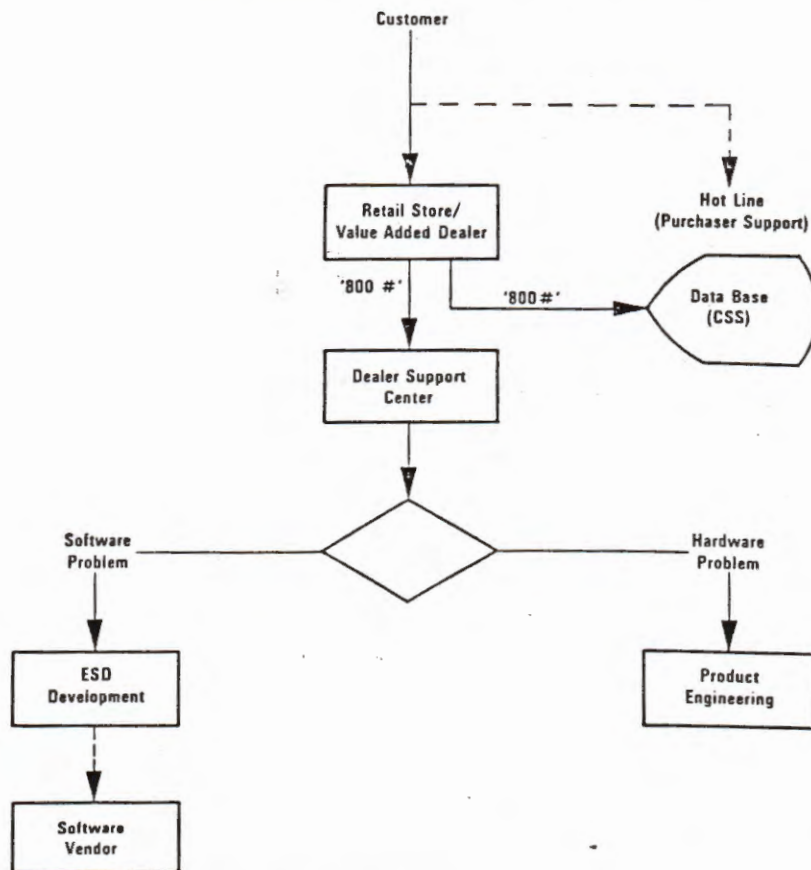 Customer
Retail Store/
Value Added Dealer
Hot Line
(Purchaser Support)
'800 #'
'800#'
Data Base
(CSS)
Dealer Support
Center
Software
Problem
Hardware
Problem
ESD
Development
Product
Engineering
Software
Vendor